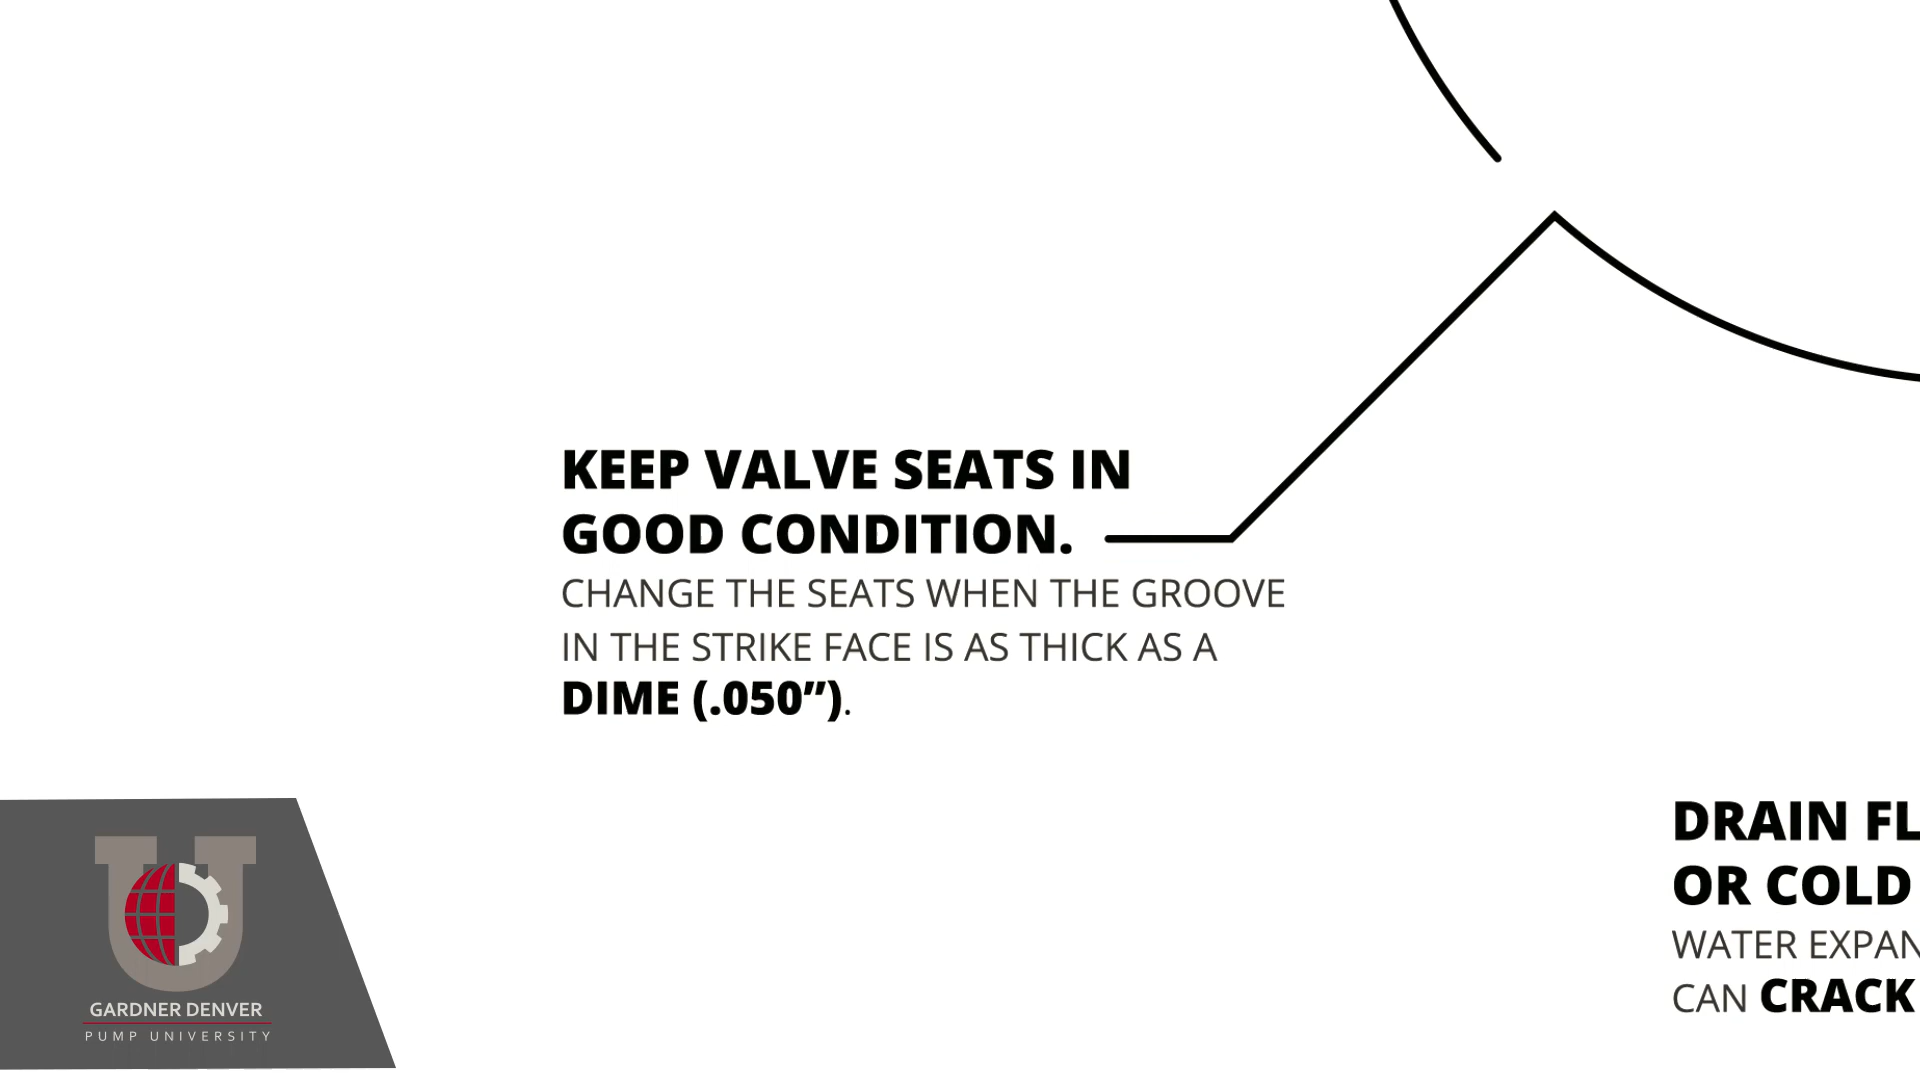 KEEP VALVE SEATS IN
GOOD CONDITION.
CHANGE THE SEATS WHEN THE GROOVE
IN THE STRIKE FACE IS AS THICK AS A
DIME (.050”).
DRAIN
OR COLD
WATER
CAN CRACK
GARDNER DENVER
PUMP UNIVERSITY